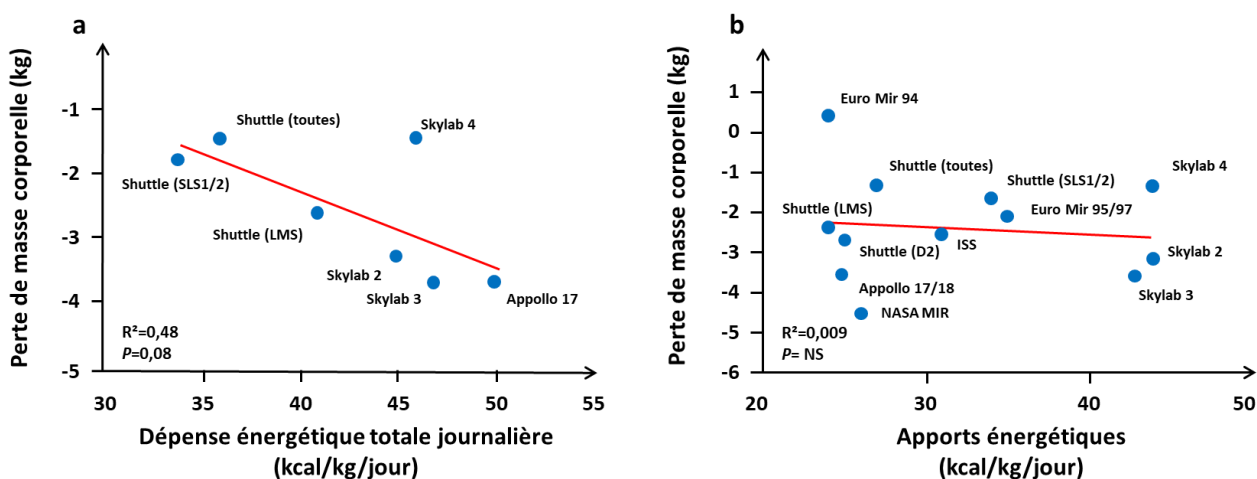 a
Perte de masse corporelle (kg)
-1
-2
-3
-4
-5
Shuttle (toutes)
Skylab 4
Shuttle (SLS1/2)
Shuttle (LMS)
Skylab 2
Skylab 3
Appollo 17
R²=0,48
P=0,08
30
35
40
45
50
55
Dépense énergétique totale journalière
(kcal/kg/jour)
b
Perte de masse corporelle (kg)
1
0
-1
-2
-3
-4
-5
-6
Euro Mir 94
Shuttle (toutes)
Shuttle (SLS1/2)
Skylab 4
Shuttle (LMS)
Euro Mir 95/97
Shuttle (D2)
ISS
Skylab 2
Appollo 17/18
Skylab 3
NASA MIR
R²=0,009
P= NS
20
30
40
50
Apports énergétiques
(kcal/kg/jour)